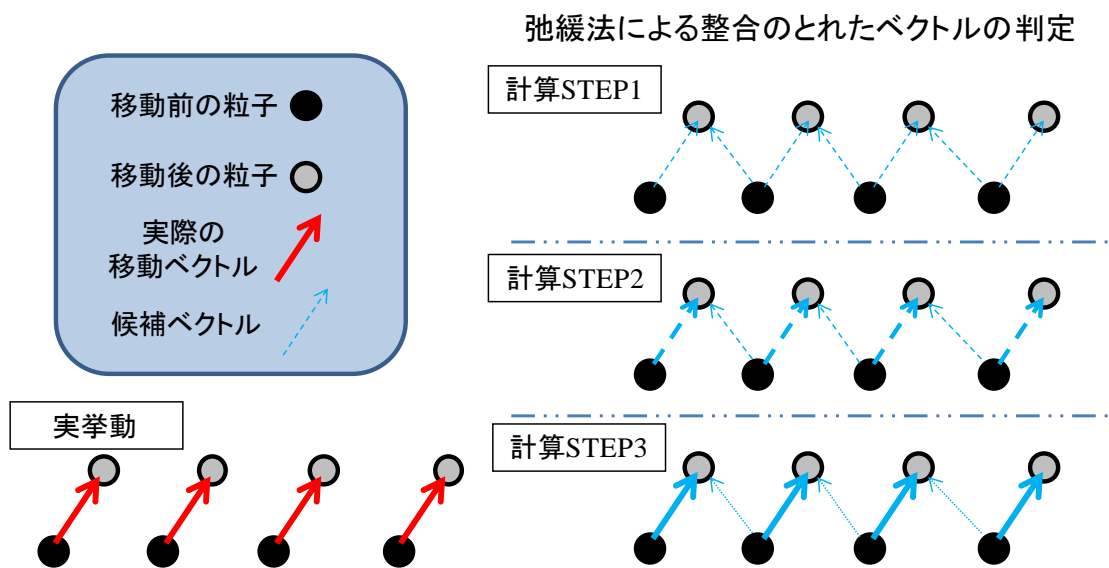 弛緩法による整合のとれたベクトルの判定
移動前の粒子
移動後の粒子
実際の
移動ベクトル
候補ベクトル
実挙動
計算STEP1
計算STEP2
計算STEP3